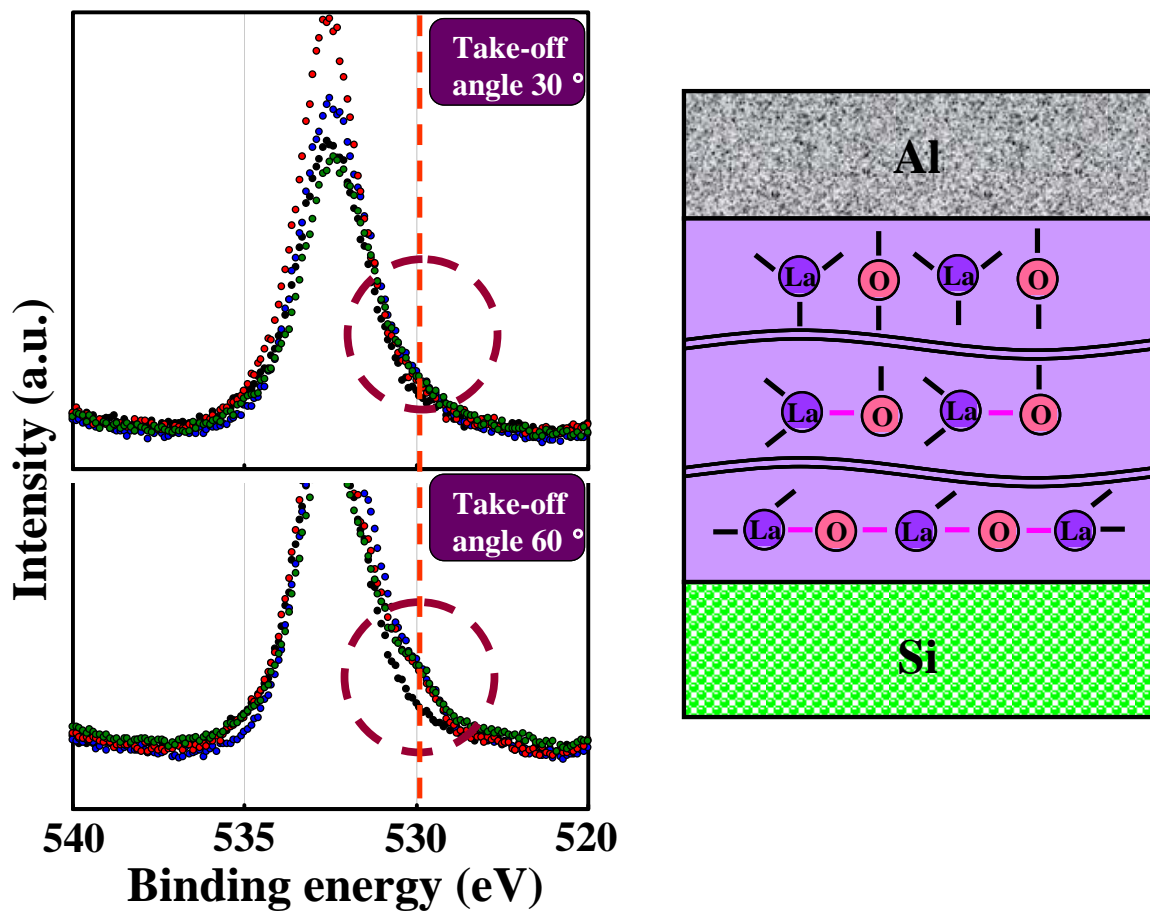 Take-off
angle 30 °
Take-off
angle 60 °
Intensity (a.u.)
540 535 530 520
Binding energy (eV)
Al
La O La O
La O La O
La O La O La
Si